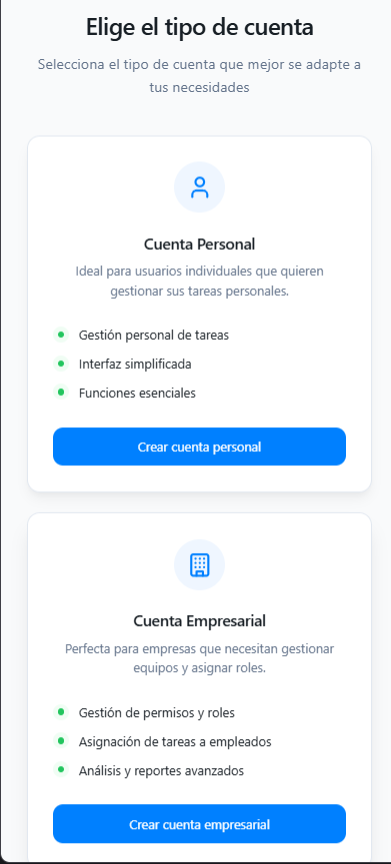 Elige el tipo de cuenta
Selecciona el tipo de cuenta que mejor se adapte a
tus necesidades
Cuenta Personal
Ideal para usuarios individuales que quieren
gestionar sus tareas personales.
Gestión personal de tareas
Interfaz simplificada
Funciones esenciales
Crear cuenta personal
Cuenta Empresarial
Perfecta para empresas que necesitan gestionar
equipos y asignar roles.
Gestión de permisos y roles
Asignación de tareas a empleados
Análisis y reportes avanzados
Crear cuenta empresarial